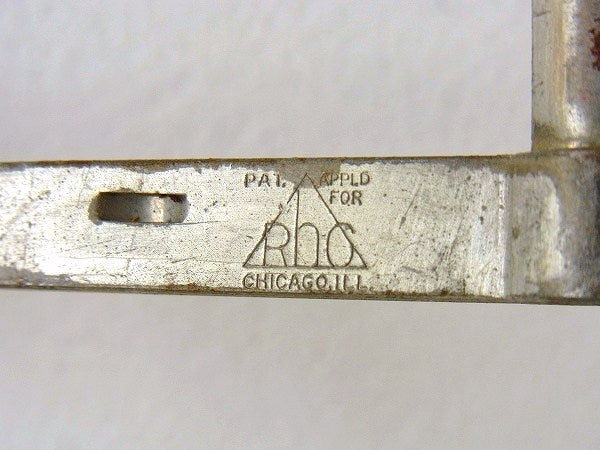 PAT. APPLD
FOR
RhC
CHICAGO, ILL.